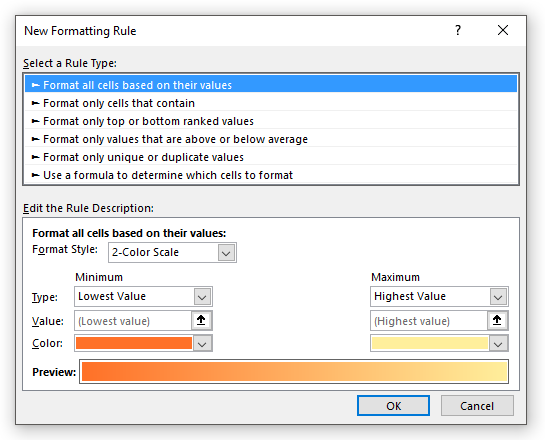 New Formatting Rule ?
Select a Rule Type:
► Format all cells based on their values
► Format only cells that contain
► Format only top or bottom ranked values
► Format only values that are above or below average
► Format only unique or duplicate values
► Use a formula to determine which cells to format
Edit the Rule Description:
Format all cells based on their values:
Format Style: 2-Color Scale
Minimum Maximum
Type: Lowest Value Highest Value
Value: (Lowest value) (Highest value)
Color:
Preview:
OK Cancel